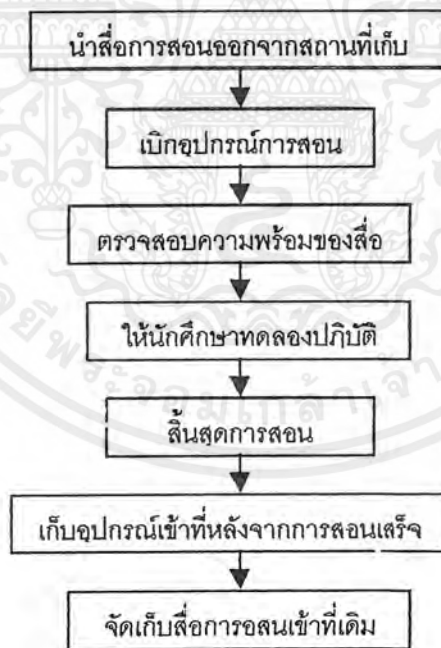 นำสื่อการสอนออกจากสถานที่เก็บ
เบิกอุปกรณ์การสอน
ตรวจสอบความพร้อมของสื่อ
ให้นักศึกษาทดลองปฏิบัติ
สิ้นสุดการสอน
เก็บอุปกรณ์เข้าที่หลังจากการสอนเสร็จ
จัดเก็บสื่อการอสนเข้าที่เดิม